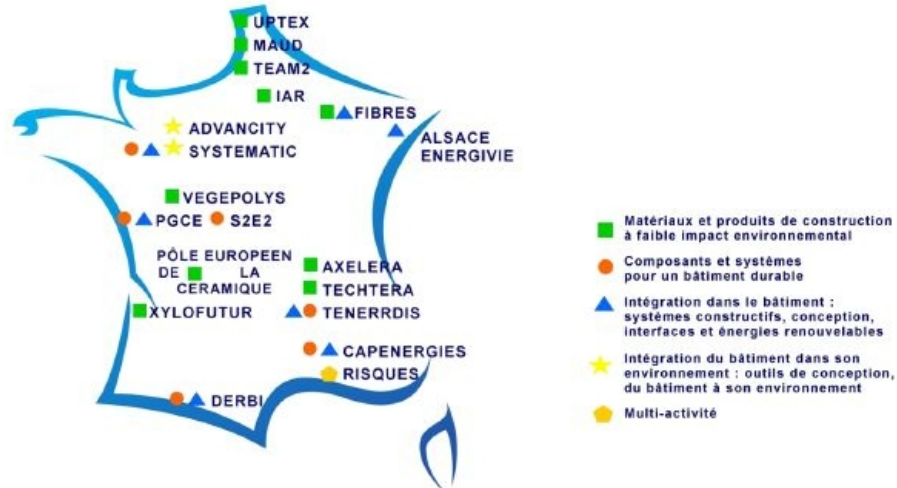 UPTEX
MAUD
TEAM2
IAR
FIBRES
ALSACE
ENERGIVIE
ADVANCITY
SYSTEMATIC
VEGEPOLYS
PGCE
S2E2
PÔLE EUROPEEN
DE LA
CERAMIQUE
AXELERA
TECHTERA
XYLOFUTUR
TENERRDIS
CAPENERGIES
RISQUES
DERBI
Matériaux et produits de construction
à faible impact environnemental
Composants et systèmes
pour un bâtiment durable
Intégration dans le bâtiment :
systèmes constructifs, conception,
interfaces et énergies renouvelables
Intégration du bâtiment dans son
environnement : outils de conception,
du bâtiment à son environnement
Multi-activité